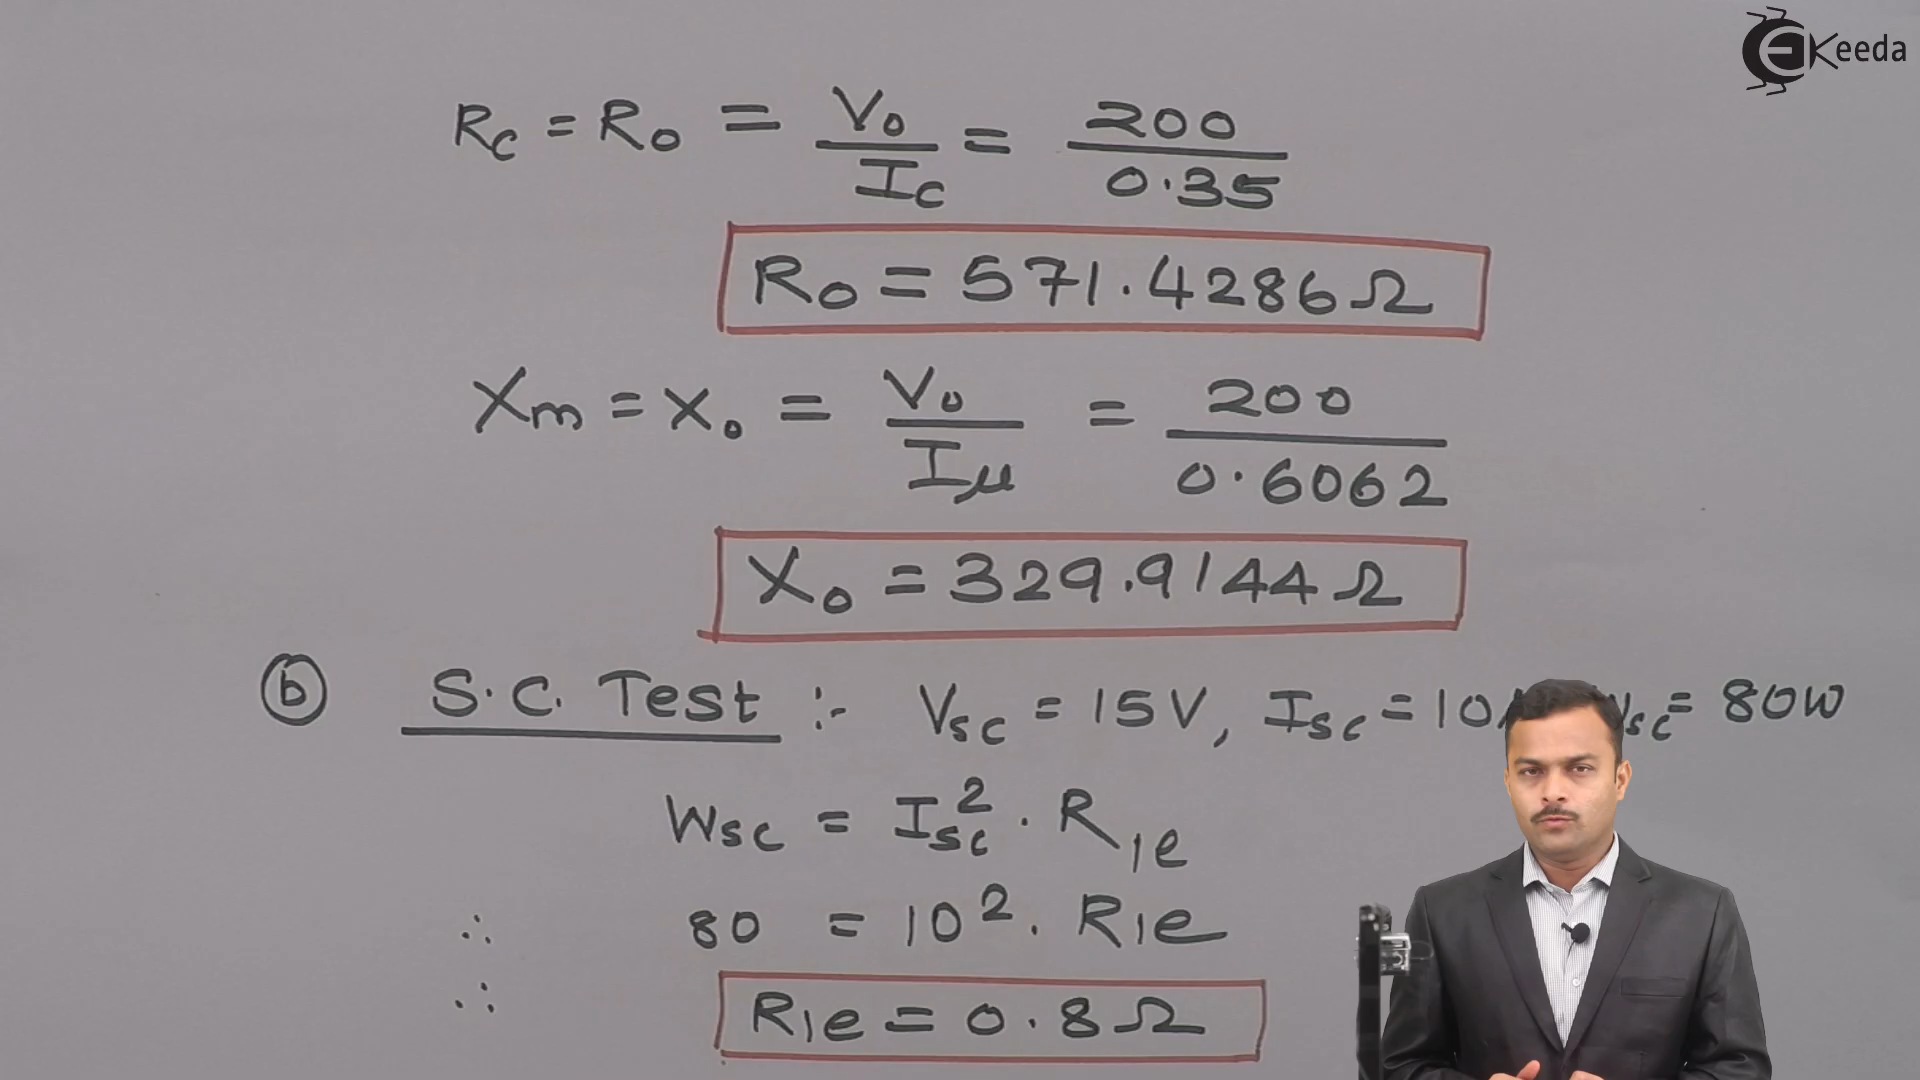 EKeeda
Rc = Ro = Vo / Ic = 200 / 0.35
Ro = 571.4286 Ω
Xm = Xo = Vo / Iμ = 200 / 0.6062
Xo = 329.9144 Ω
(b) S.C. Test :- Vsc = 15V, Isc = 10 sc = 80W
Wsc = Isc² . R1e
∴ 80 = 10² . R1e
∴ R1e = 0.8 Ω